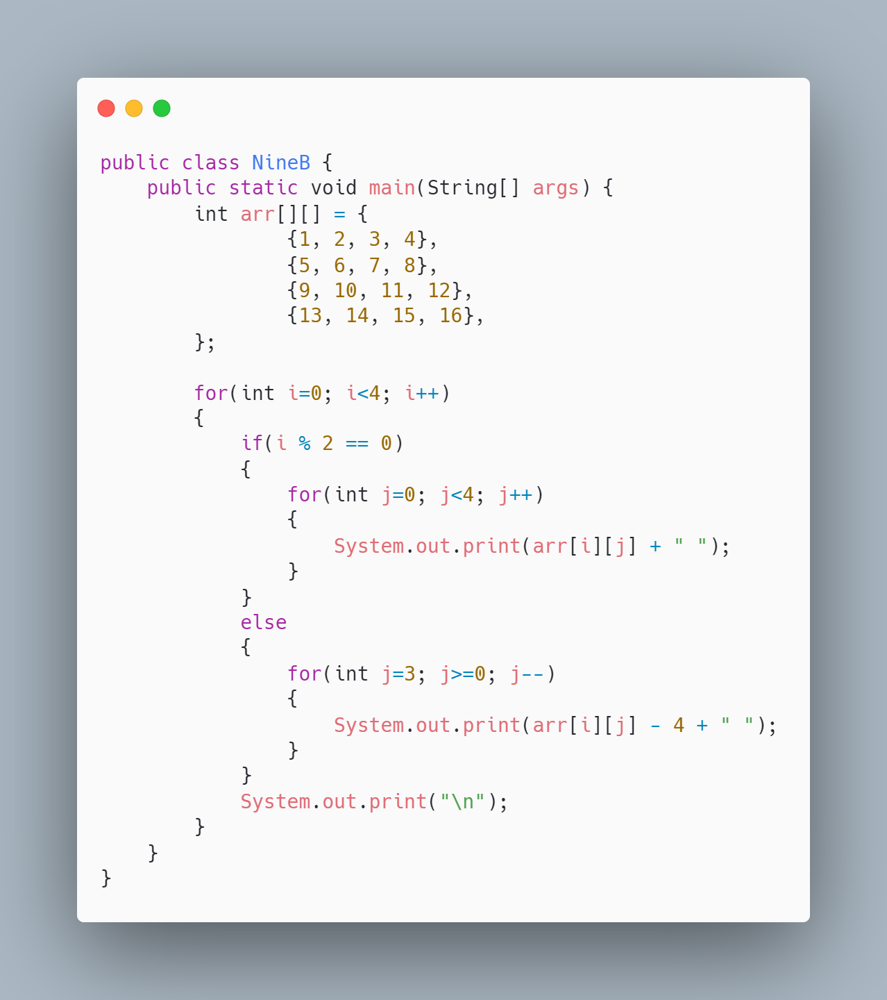 public class NineB {
    public static void main(String[] args) {
        int arr[][] = {
                {1, 2, 3, 4},
                {5, 6, 7, 8},
                {9, 10, 11, 12},
                {13, 14, 15, 16},
        };

        for(int i=0; i<4; i++)
        {
            if(i % 2 == 0)
            {
                for(int j=0; j<4; j++)
                {
                    System.out.print(arr[i][j] + " ");
                }
            }
            else
            {
                for(int j=3; j>=0; j--)
                {
                    System.out.print(arr[i][j] - 4 + " ");
                }
            }
            System.out.print("\n");
        }
    }
}